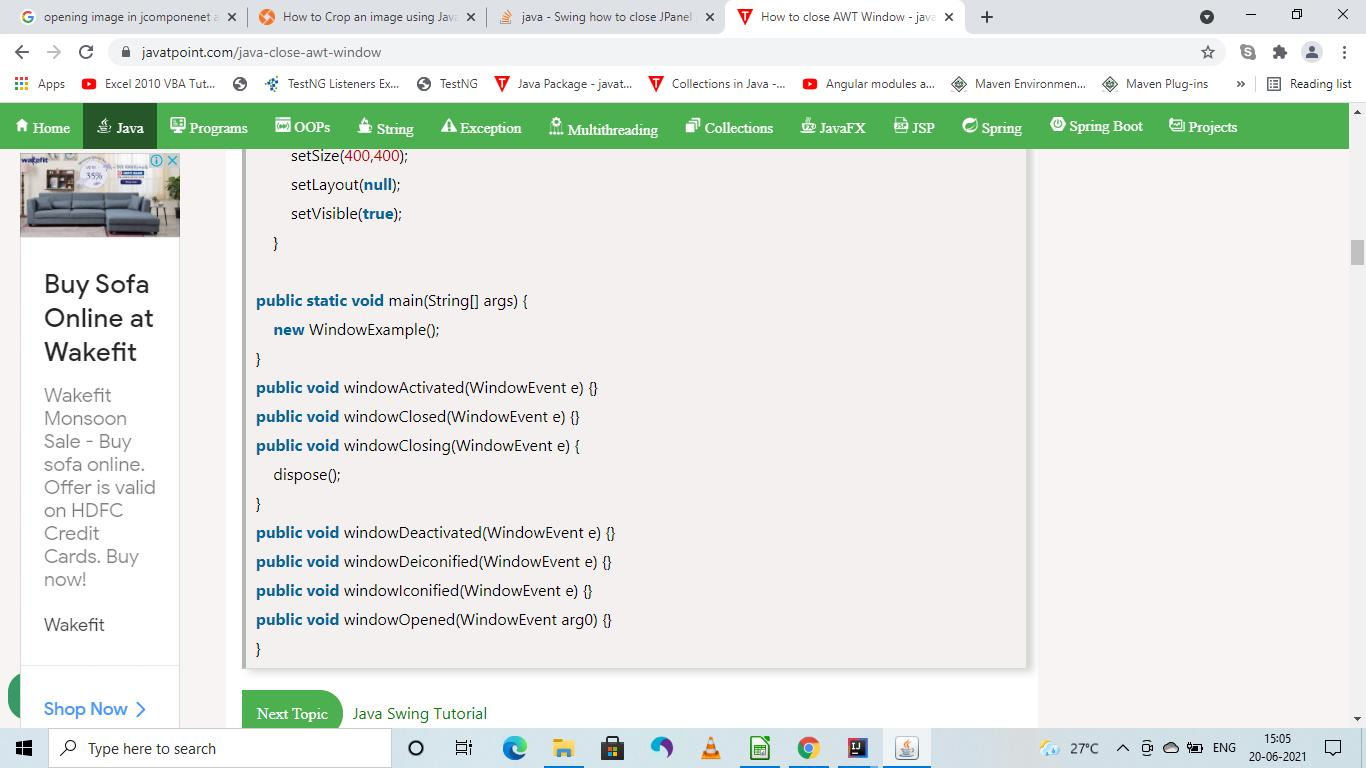 opening image in jcomponenet a
How to Crop an image using Java
java - Swing how to close JPanel p
How to close AWT Window - java
javatpoint.com/java-close-awt-window
Apps
Excel 2010 VBA Tut...
TestNG Listeners Ex...
TestNG
Java Package - javat...
Collections in Java -...
Angular modules a...
Maven Environmen...
Maven Plug-ins
»
Reading list
Home
Java
Programs
OOPs
String
Exception
Multithreading
Collections
JavaFX
JSP
Spring
Spring Boot
Projects
wakefit
35%
Buy Sofa
Online at
Wakefit
Wakefit
Monsoon
Sale - Buy
sofa online.
Offer is valid
on HDFC
Credit
Cards. Buy
now!
Wakefit
Shop Now
setSize(400,400);
setLayout(null);
setVisible(true);
}
public static void main(String[] args) {
new WindowExample();
}
public void windowActivated(WindowEvent e) {}
public void windowClosed(WindowEvent e) {}
public void windowClosing(WindowEvent e) {
dispose();
}
public void windowDeactivated(WindowEvent e) {}
public void windowDeiconified(WindowEvent e) {}
public void windowIconified(WindowEvent e) {}
public void windowOpened(WindowEvent arg0) {}
}
Next Topic
Java Swing Tutorial
Type here to search
27°C
ENG
15:05
20-06-2021